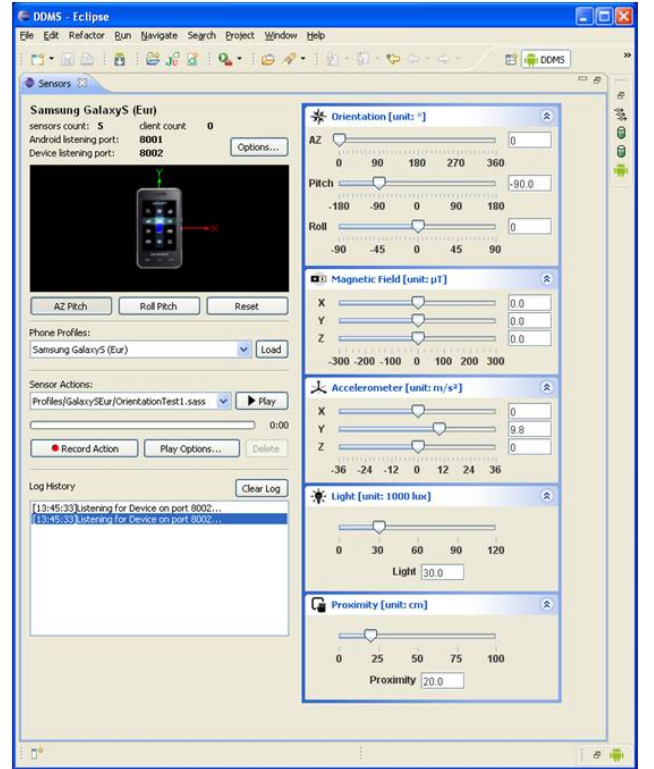 DDMS - Eclipse
File Edit Refactor Run Navigate Search Project Window Help
DDMS
Sensors
Samsung GalaxyS (Eur)
sensors count: 5 client count 0
Android listening port: 8001
Device listening port: 8002
Options...
Y
X
AZ Pitch Roll Pitch Reset
Phone Profiles:
Samsung GalaxyS (Eur) Load
Sensor Actions:
Profiles/GalaxySEur/OrientationTest1.sass Play
0:00
Record Action Play Options... Delete
Log History Clear Log
[13:45:33]Listening for Device on port 8002...
[13:45:33]Listening for Device on port 8002...
Orientation [unit: °]
AZ 0
0 90 180 270 360
Pitch -90.0
-180 -90 0 90 180
Roll 0
-90 -45 0 45 90
Magnetic Field [unit: µT]
X 0.0
Y 0.0
Z 0.0
-300 -200 -100 0 100 200 300
Accelerometer [unit: m/s²]
X 0
Y 9.8
Z 0
-36 -24 -12 0 12 24 36
Light [unit: 1000 lux]
0 30 60 90 120
Light 30.0
Proximity [unit: cm]
0 25 50 75 100
Proximity 20.0